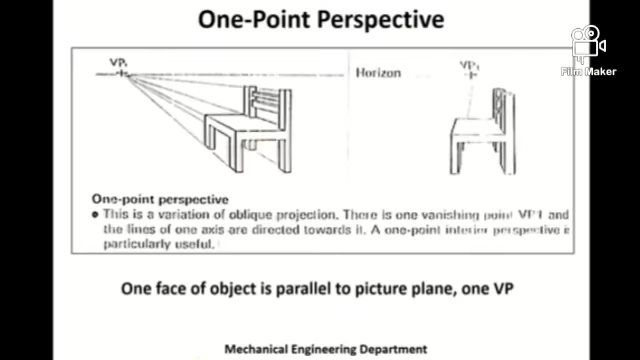 One-Point Perspective
VP₁
Horizon
VP₁
Film Maker
One-point perspective
• This is a variation of oblique projection. There is one vanishing point VP1 and
the lines of one axis are directed towards it. A one-point interior perspective is
particularly useful.
One face of object is parallel to picture plane, one VP
Mechanical Engineering Department